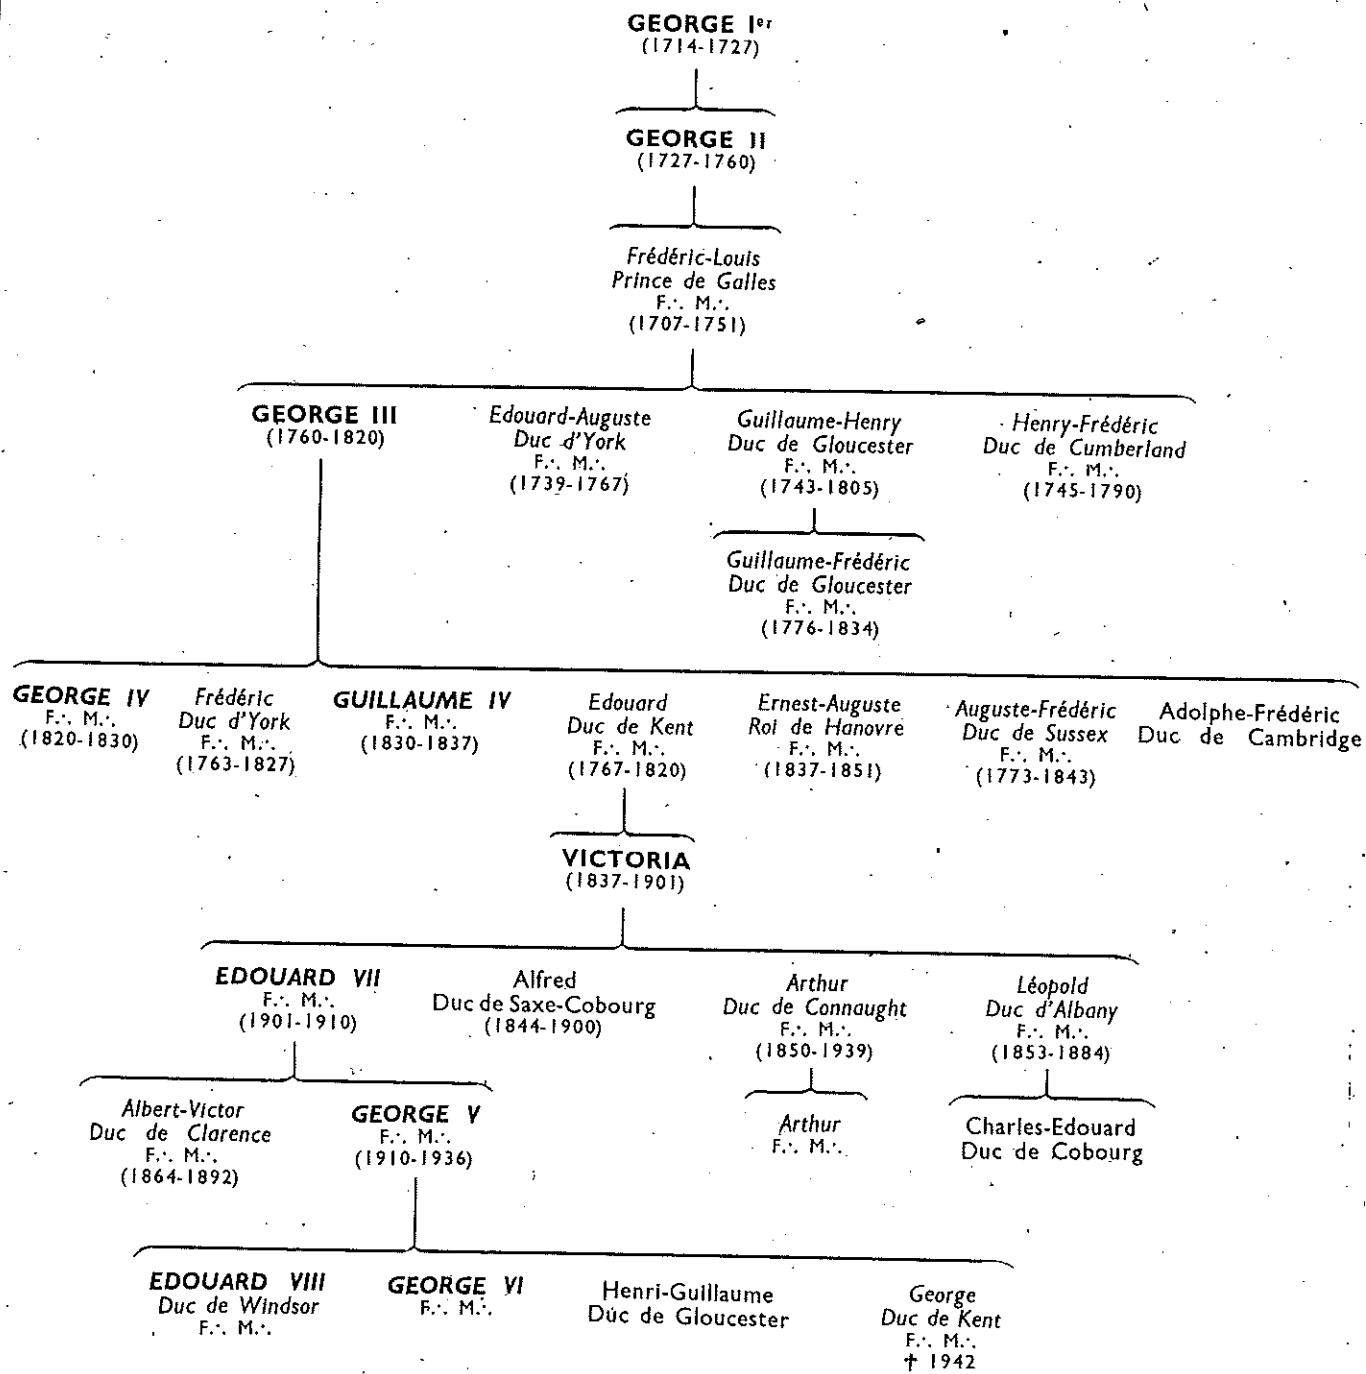 GEORGE Ier
(1714-1727)
GEORGE II
(1727-1760)
Frédéric-Louis
Prince de Galles
F∴ M∴
(1707-1751)
GEORGE III
(1760-1820)
Edouard-Auguste
Duc d'York
F∴ M∴
(1739-1767)
Guillaume-Henry
Duc de Gloucester
F∴ M∴
(1743-1805)
Henry-Frédéric
Duc de Cumberland
F∴ M∴
(1745-1790)
Guillaume-Frédéric
Duc de Gloucester
F∴ M∴
(1776-1834)
GEORGE IV
F∴ M∴
(1820-1830)
Frédéric
Duc d'York
F∴ M∴
(1763-1827)
GUILLAUME IV
F∴ M∴
(1830-1837)
Edouard
Duc de Kent
F∴ M∴
(1767-1820)
Ernest-Auguste
Roi de Hanovre
F∴ M∴
(1837-1851)
Auguste-Frédéric
Duc de Sussex
F∴ M∴
(1773-1843)
Adolphe-Frédéric
Duc de Cambridge
VICTORIA
(1837-1901)
EDOUARD VII
F∴ M∴
(1901-1910)
Alfred
Duc de Saxe-Cobourg
(1844-1900)
Arthur
Duc de Connaught
F∴ M∴
(1850-1939)
Léopold
Duc d'Albany
F∴ M∴
(1853-1884)
Albert-Victor
Duc de Clarence
F∴ M∴
(1864-1892)
GEORGE V
F∴ M∴
(1910-1936)
Arthur
F∴ M∴
Charles-Edouard
Duc de Cobourg
EDOUARD VIII
Duc de Windsor
F∴ M∴
GEORGE VI
F∴ M∴
Henri-Guillaume
Duc de Gloucester
George
Duc de Kent
F∴ M∴
† 1942